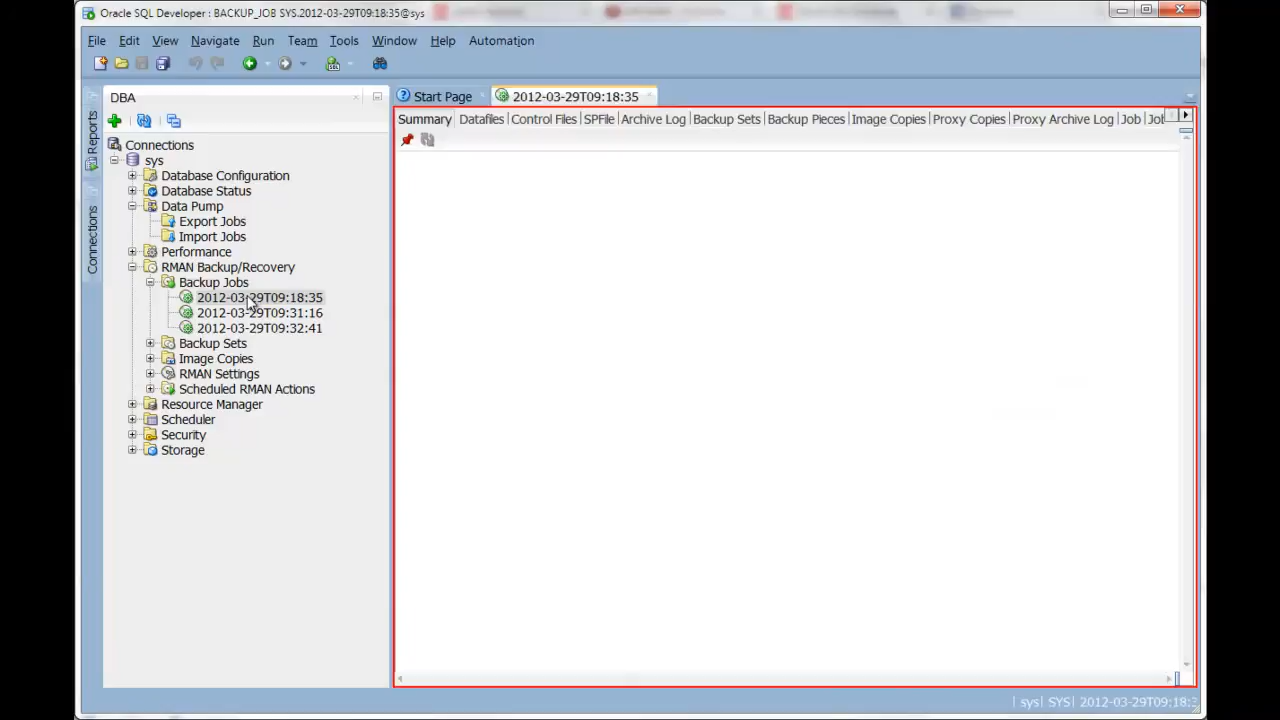 Oracle SQL Developer : BACKUP_JOB SYS.2012-03-29T09:18:35@sys
File Edit View Navigate Run Team Tools Window Help Automation
DBA
Start Page
2012-03-29T09:18:35
Summary Datafiles Control Files SPFile Archive Log Backup Sets Backup Pieces Image Copies Proxy Copies Proxy Archive Log Job
Reports
Connections
Connections
sys
Database Configuration
Database Status
Data Pump
Export Jobs
Import Jobs
Performance
RMAN Backup/Recovery
Backup Jobs
2012-03-29T09:18:35
2012-03-29T09:31:16
2012-03-29T09:32:41
Backup Sets
Image Copies
RMAN Settings
Scheduled RMAN Actions
Resource Manager
Scheduler
Security
Storage
sys SYS 2012-03-29T09:18:3